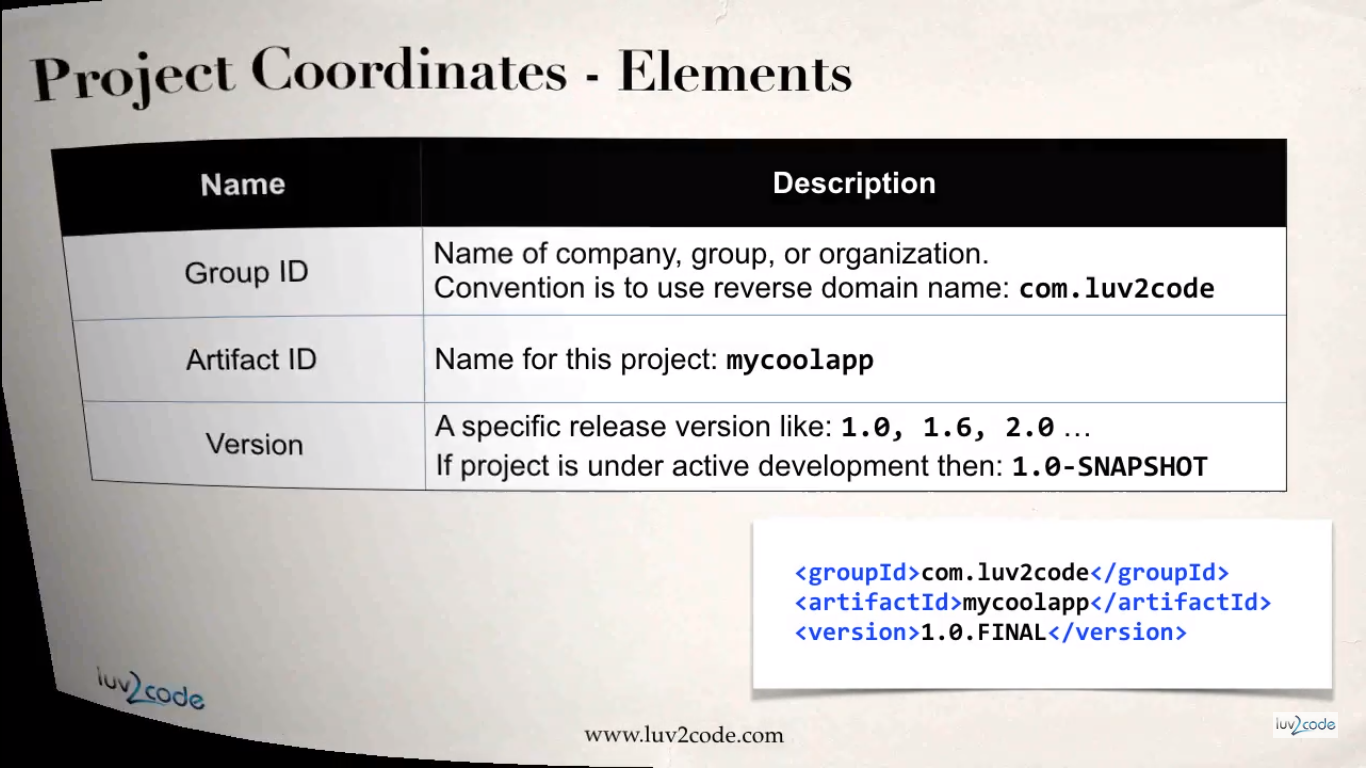 Project Coordinates - Elements
Name
Description
Group ID
Name of company, group, or organization.
Convention is to use reverse domain name: com.luv2code
Artifact ID
Name for this project: mycoolapp
Version
A specific release version like: 1.0, 1.6, 2.0 …
If project is under active development then: 1.0-SNAPSHOT
<groupId>com.luv2code</groupId>
<artifactId>mycoolapp</artifactId>
<version>1.0.FINAL</version>
luv2code
www.luv2code.com
luv2code